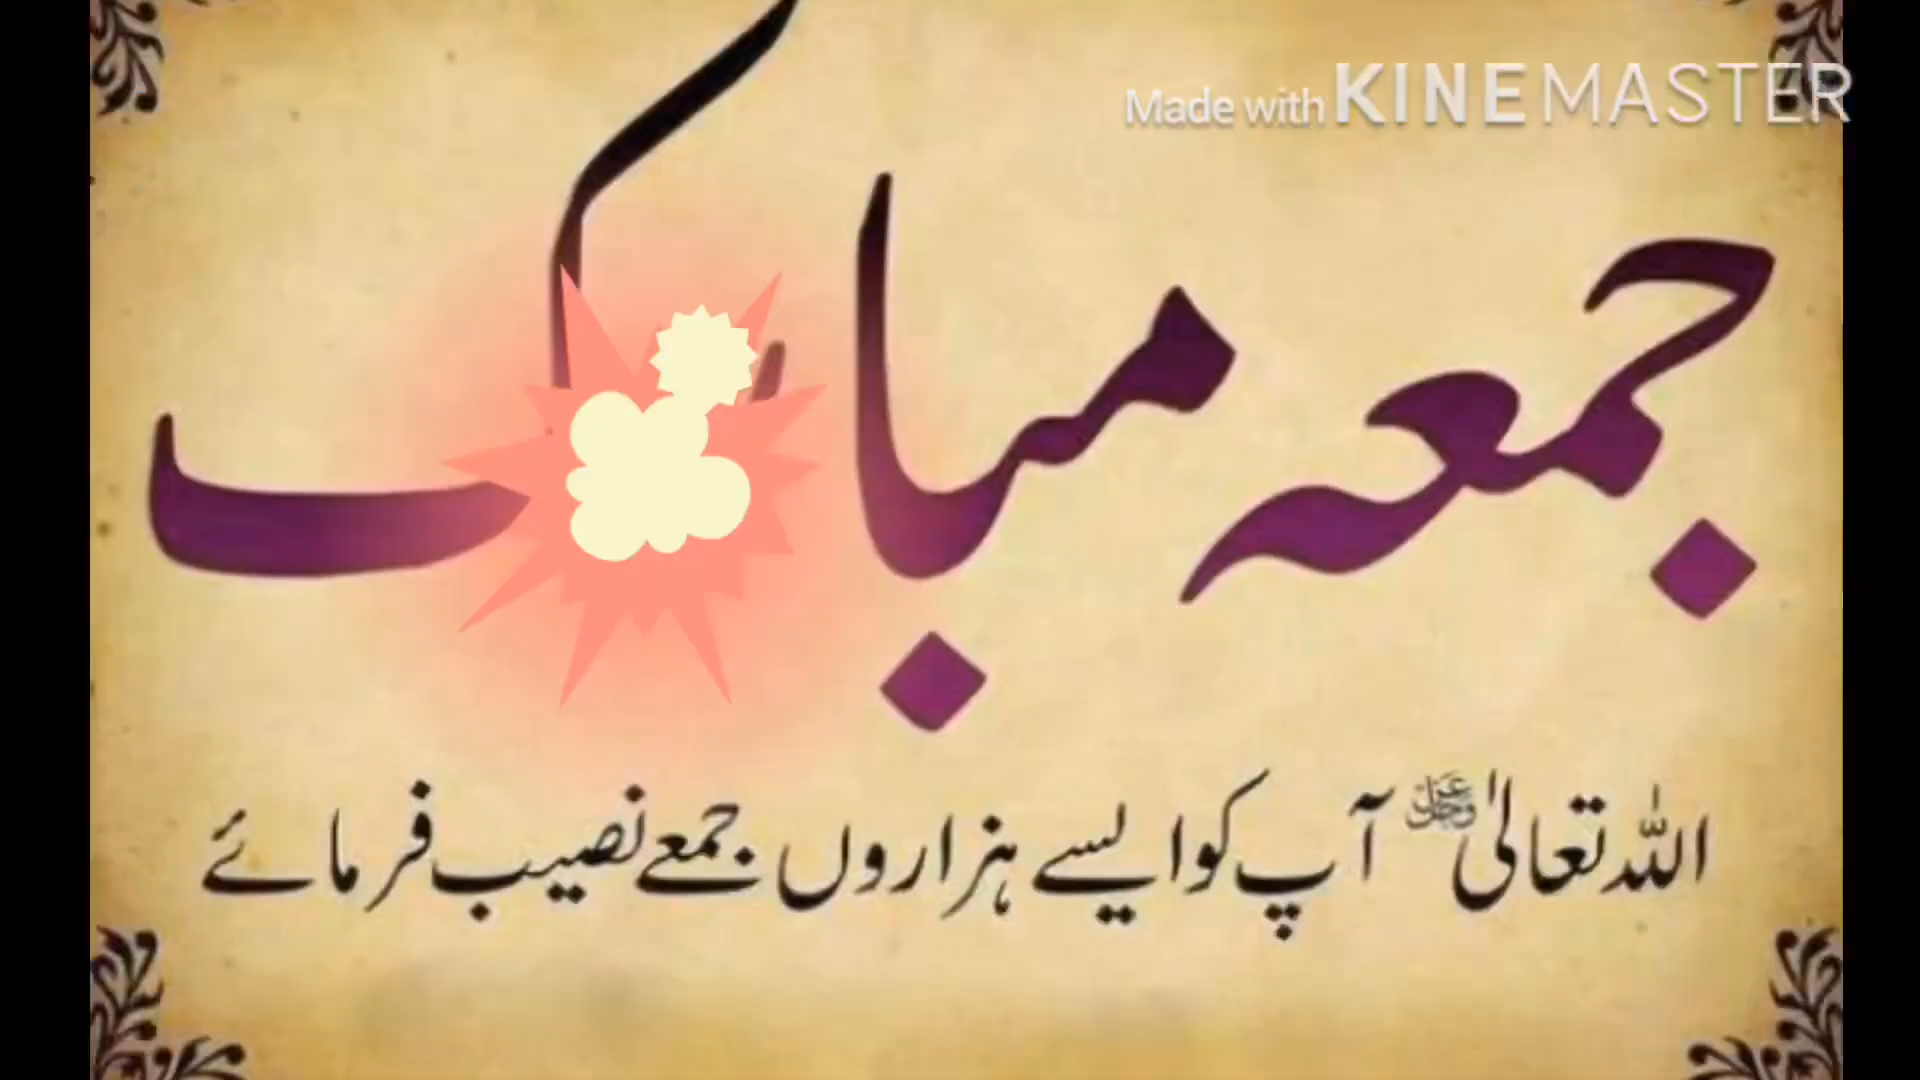 Made with KINEMASTER
جمعہ مبارک
اللہ تعالیٰ عزوجل آپ کو ایسے ہزاروں جمعے نصیب فرمائے